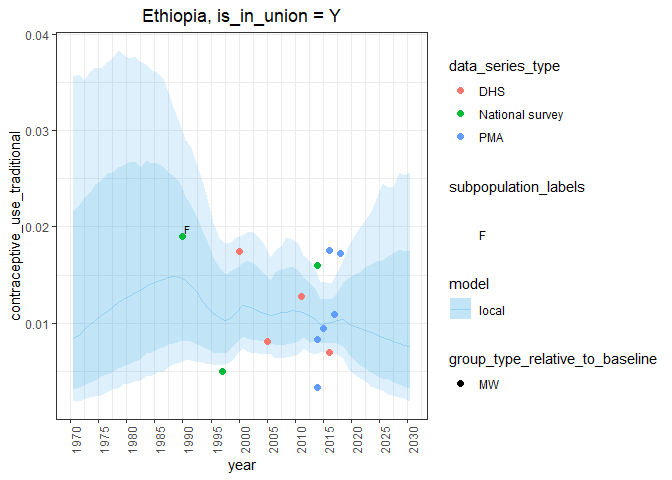 Ethiopia, is_in_union = Y
contraceptive_use_traditional
0.04
0.03
0.02
0.01
F
1970
1975
1980
1985
1990
1995
2000
2005
2010
2015
2020
2025
2030
year
data_series_type
DHS
National survey
PMA
subpopulation_labels
F
model
local
group_type_relative_to_baseline
MW